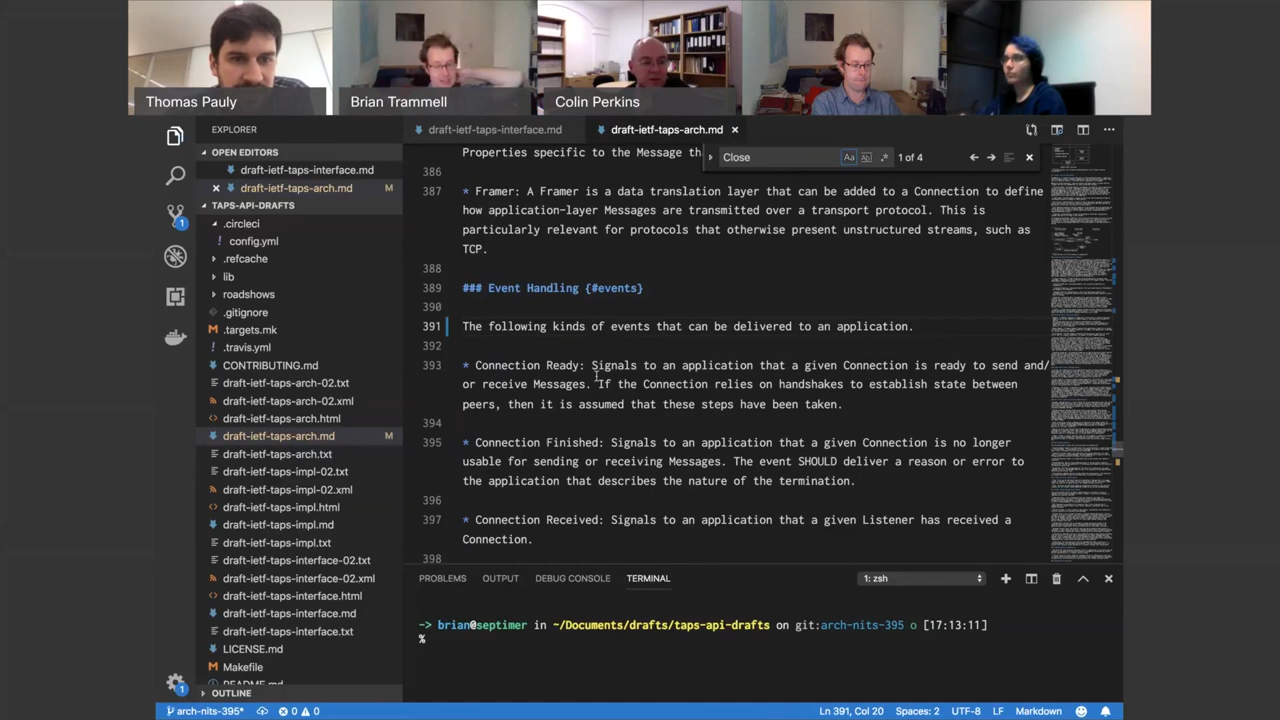 Thomas Pauly
Brian Trammell
Colin Perkins
EXPLORER
OPEN EDITORS
draft-ietf-taps-interface.md
draft-ietf-taps-arch.md M
TAPS-API-DRAFTS
.circleci
config.yml
.refcache
lib
roadshows
.gitignore
.targets.mk
.travis.yml
CONTRIBUTING.md
draft-ietf-taps-arch-02.txt
draft-ietf-taps-arch-02.xml
draft-ietf-taps-arch.html
draft-ietf-taps-arch.md M
draft-ietf-taps-arch.txt
draft-ietf-taps-impl-02.txt
draft-ietf-taps-impl-02.xml
draft-ietf-taps-impl.html
draft-ietf-taps-impl.md
draft-ietf-taps-impl.txt
draft-ietf-taps-interface-02
draft-ietf-taps-interface-02.xml
draft-ietf-taps-interface.html
draft-ietf-taps-interface.md
draft-ietf-taps-interface.txt
LICENSE.md
Makefile
README.md
OUTLINE
draft-ietf-taps-interface.md
draft-ietf-taps-arch.md
Close Aa Abl .* 1 of 4
Properties specific to the Message th
386
387 * Framer: A Framer is a data translation layer that can be added to a Connection to define
how application-layer Messages are transmitted over a transport protocol. This is
particularly relevant for protocols that otherwise present unstructured streams, such as
TCP.
388
389 ### Event Handling {#events}
390
391 The following kinds of events that can be delivered to an application.
392
393 * Connection Ready: Signals to an application that a given Connection is ready to send and/
or receive Messages. If the Connection relies on handshakes to establish state between
peers, then it is assumed that these steps have been taken.
394
395 * Connection Finished: Signals to an application that a given Connection is no longer
usable for sending or receiving Messages. The event SHOULD deliver a reason or error to
the application that describes the nature of the termination.
396
397 * Connection Received: Signals to an application that a given Listener has received a
Connection.
398
PROBLEMS OUTPUT DEBUG CONSOLE TERMINAL 1: zsh
-> brian@septimer in ~/Documents/drafts/taps-api-drafts on git:arch-nits-395 o [17:13:11]
%
1
1
arch-nits-395* 0 0 Ln 391, Col 20 Spaces: 2 UTF-8 LF Markdown